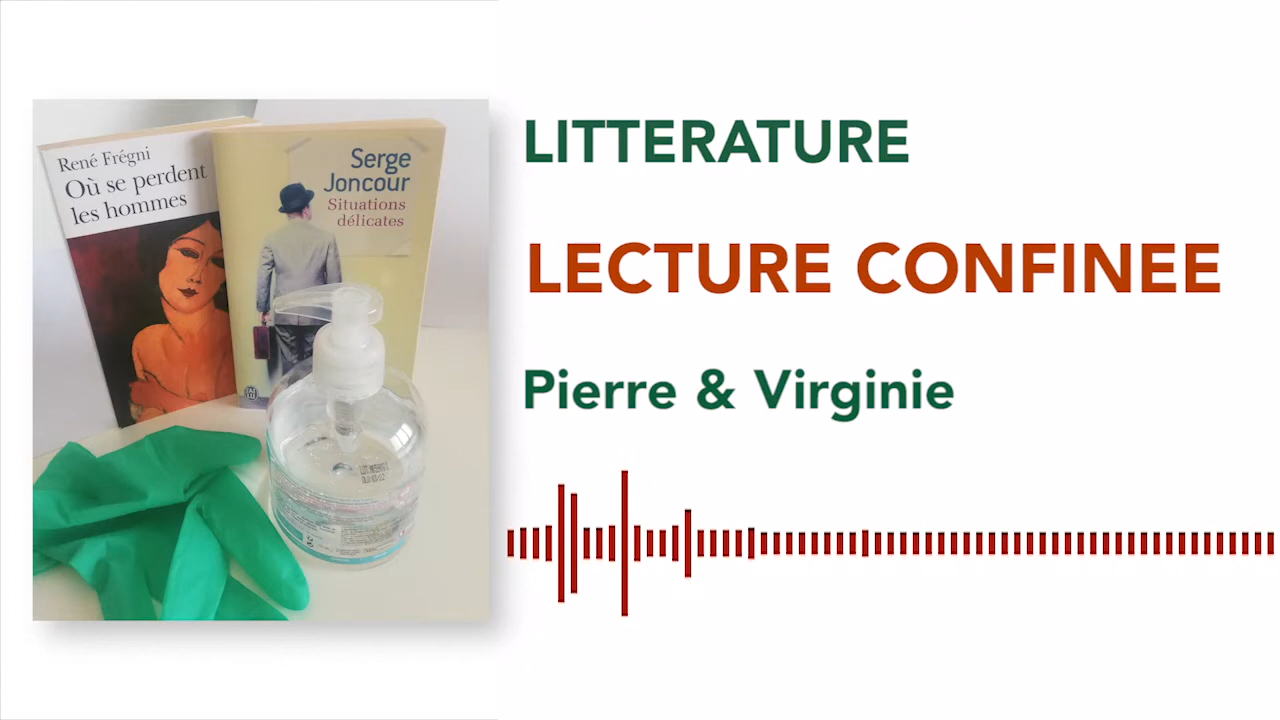 René Frégni
Où se perdent
les hommes
Serge
Joncour
Situations
délicates
LITTERATURE
LECTURE CONFINEE
Pierre & Virginie